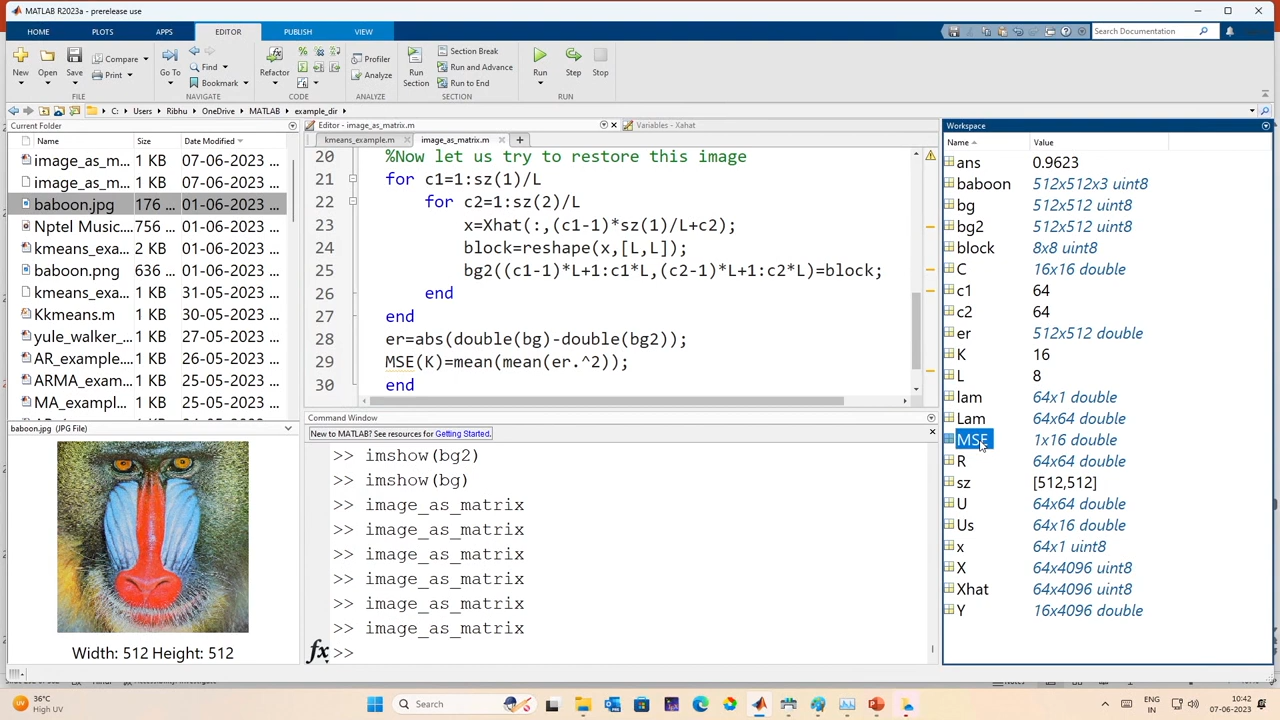 MATLAB R2023a - prerelease use
HOME PLOTS APPS EDITOR PUBLISH VIEW Search Documentation
New Open Save Compare Print Go To Find Bookmark Refactor Profiler Analyze Run Section Section Break Run and Advance Run to End Run Step Stop
FILE NAVIGATE CODE ANALYZE SECTION RUN
C: Users Ribhu OneDrive MATLAB example_dir
Current Folder
Name Size Date Modified
image_as_m... 1 KB 07-06-2023 ...
image_as_m... 1 KB 07-06-2023 ...
baboon.jpg 176 ... 01-06-2023 ...
Nptel Music... 756 ... 01-06-2023 ...
kmeans_exa... 2 KB 01-06-2023 ...
baboon.png 636 ... 01-06-2023 ...
kmeans_exa... 1 KB 31-05-2023 ...
Kkmeans.m 1 KB 30-05-2023 ...
yule_walker_... 1 KB 27-05-2023 ...
AR_example... 1 KB 26-05-2023 ...
ARMA_exam... 1 KB 25-05-2023 ...
MA_exampl... 1 KB 25-05-2023 ...
baboon.jpg (JPG File)
Width: 512 Height: 512
Editor - image_as_matrix.m Variables - Xahat
kmeans_example.m image_as_matrix.m
20 %Now let us try to restore this image
21 for c1=1:sz(1)/L
22 for c2=1:sz(2)/L
23 x=Xhat(:,(c1-1)*sz(1)/L+c2);
24 block=reshape(x,[L,L]);
25 bg2((c1-1)*L+1:c1*L,(c2-1)*L+1:c2*L)=block;
26 end
27 end
28 er=abs(double(bg)-double(bg2));
29 MSE(K)=mean(mean(er.^2));
30 end
Command Window
New to MATLAB? See resources for Getting Started.
>> imshow(bg2)
>> imshow(bg)
>> image_as_matrix
>> image_as_matrix
>> image_as_matrix
>> image_as_matrix
>> image_as_matrix
>> image_as_matrix
fx >>
Workspace
Name Value
ans 0.9623
baboon 512x512x3 uint8
bg 512x512 uint8
bg2 512x512 uint8
block 8x8 uint8
C 16x16 double
c1 64
c2 64
er 512x512 double
K 16
L 8
lam 64x1 double
Lam 64x64 double
MSE 1x16 double
R 64x64 double
sz [512,512]
U 64x64 double
Us 64x16 double
x 64x1 uint8
X 64x4096 uint8
Xhat 64x4096 uint8
Y 16x4096 double
36°C
High UV
Search
ENG
IN
10:42
07-06-2023